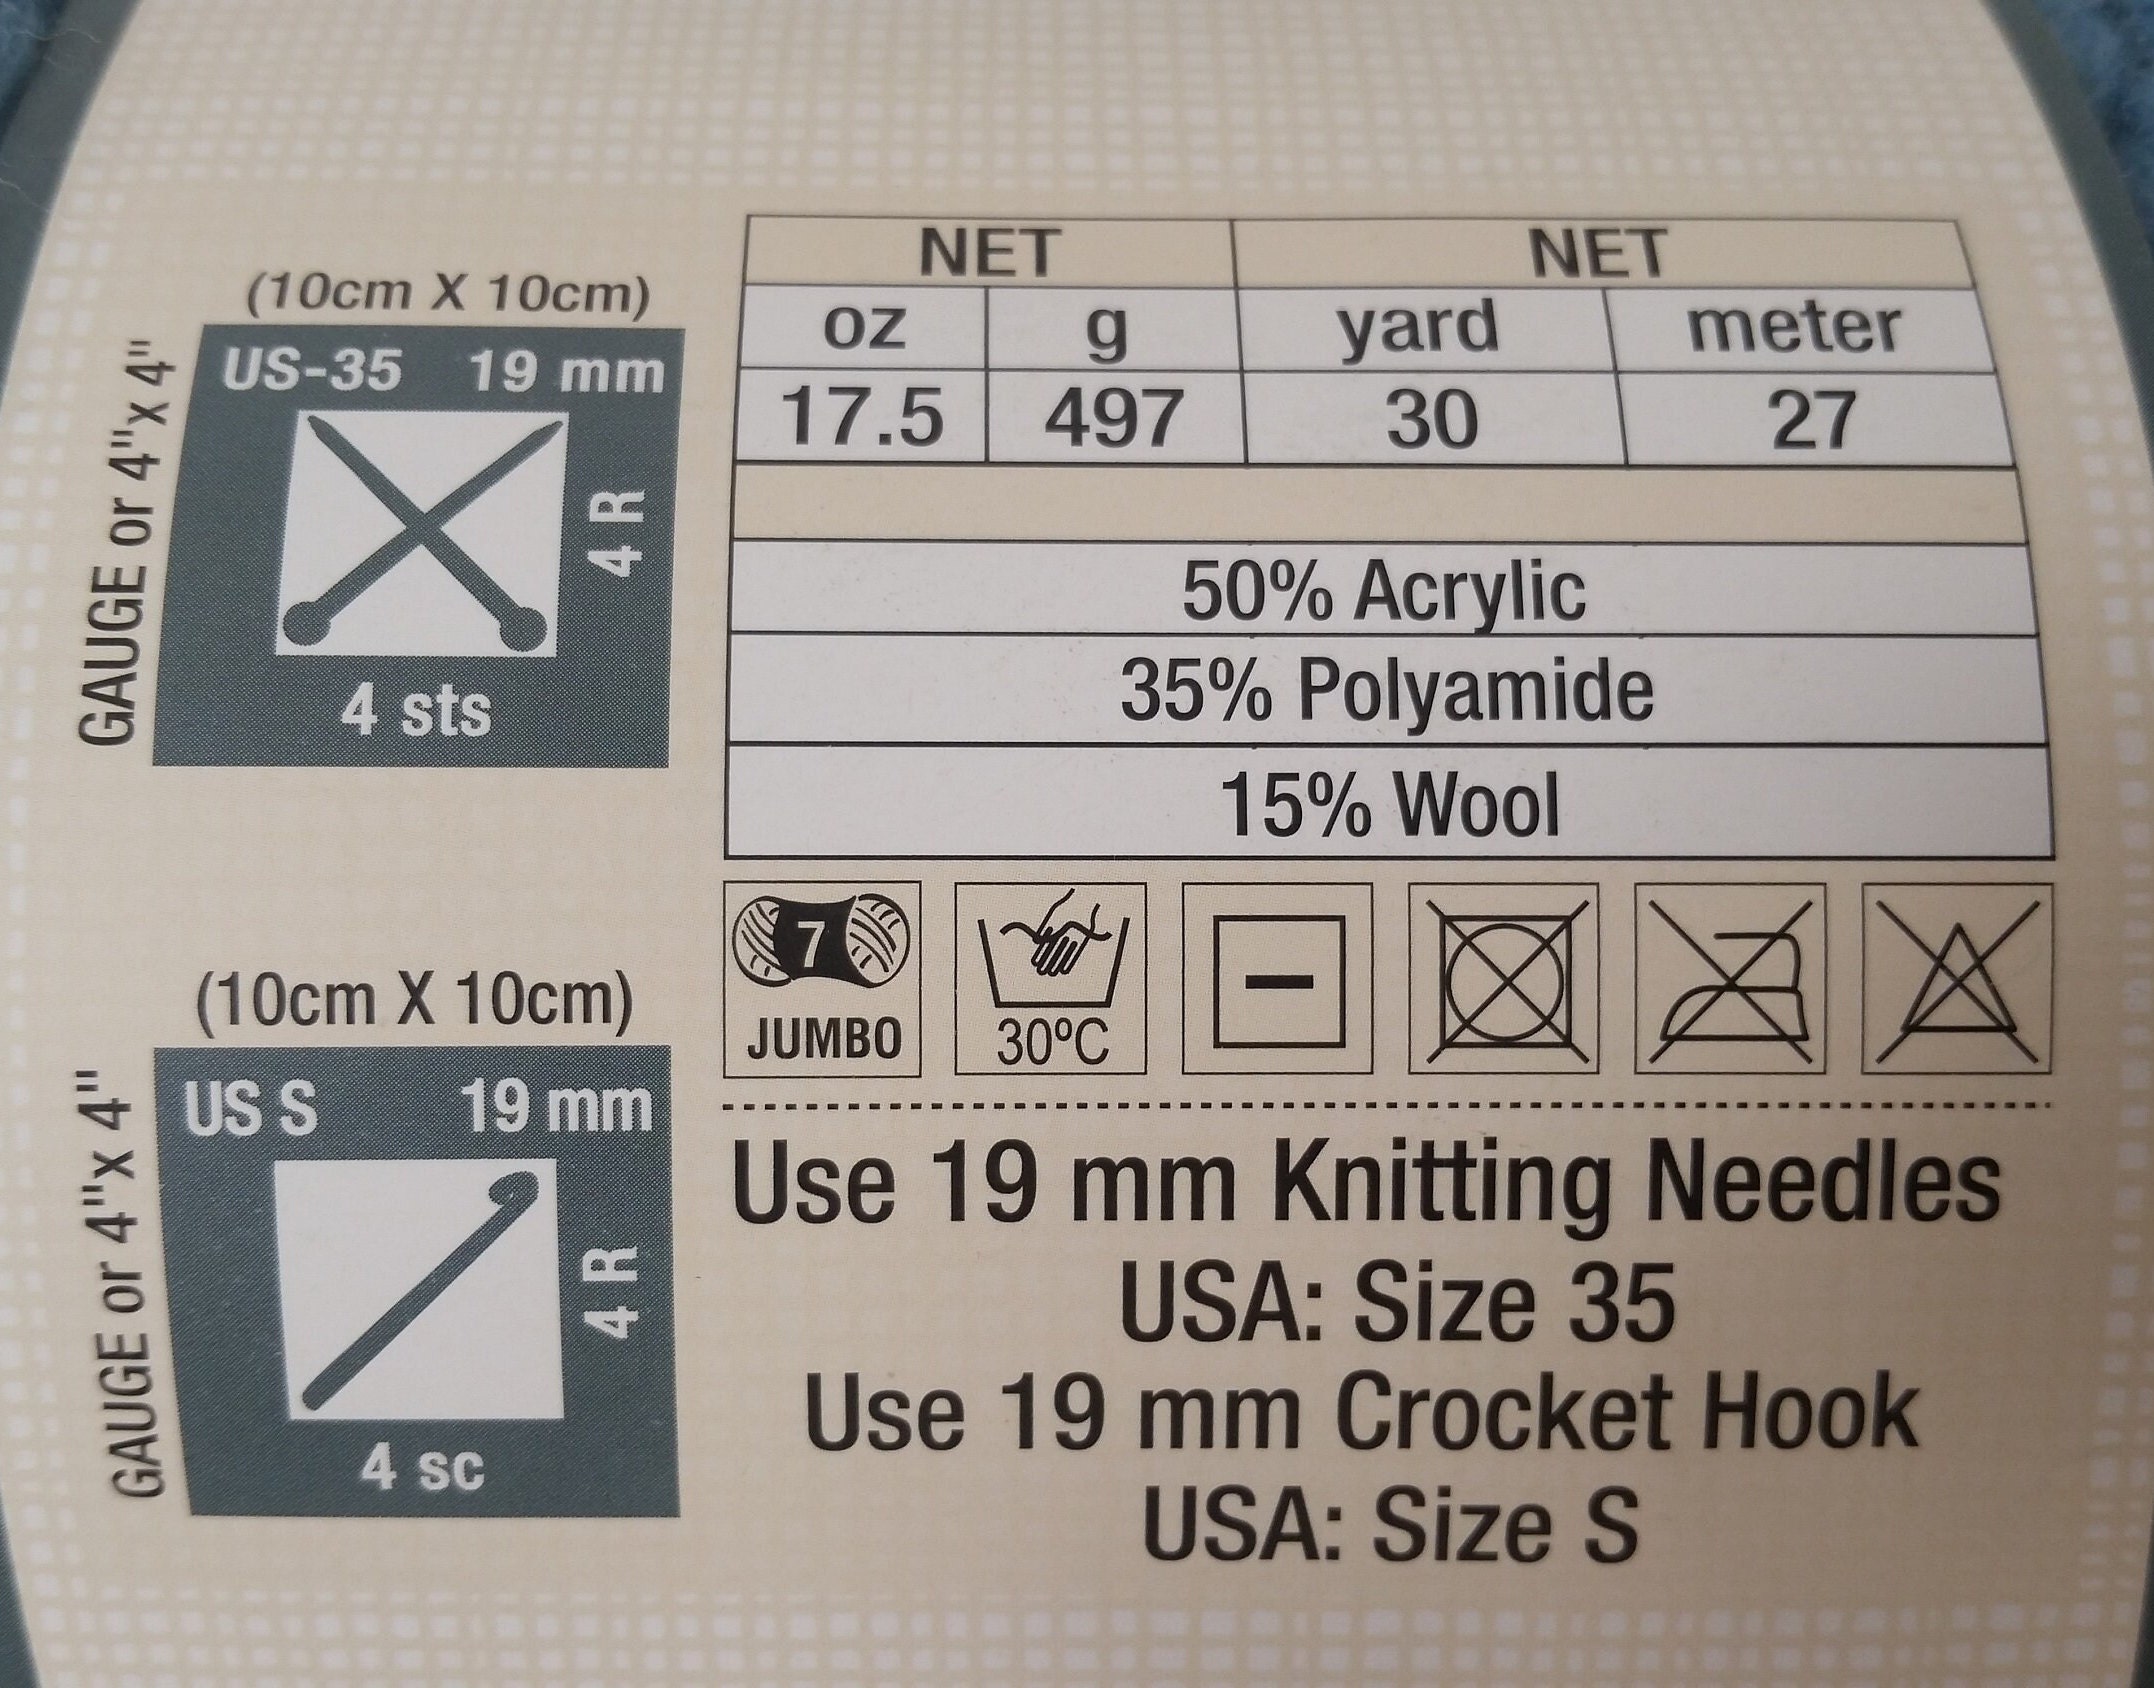 (10cm X 10cm)
GAUGE or 4"x 4"
US-35 19 mm
4 R
4 sts
(10cm X 10cm)
GAUGE or 4"x 4"
US S 19 mm
4 R
4 sc
NET NET
oz g yard meter
17.5 497 30 27
50% Acrylic
35% Polyamide
15% Wool
7
JUMBO
30ºC
Use 19 mm Knitting Needles
USA: Size 35
Use 19 mm Crocket Hook
USA: Size S